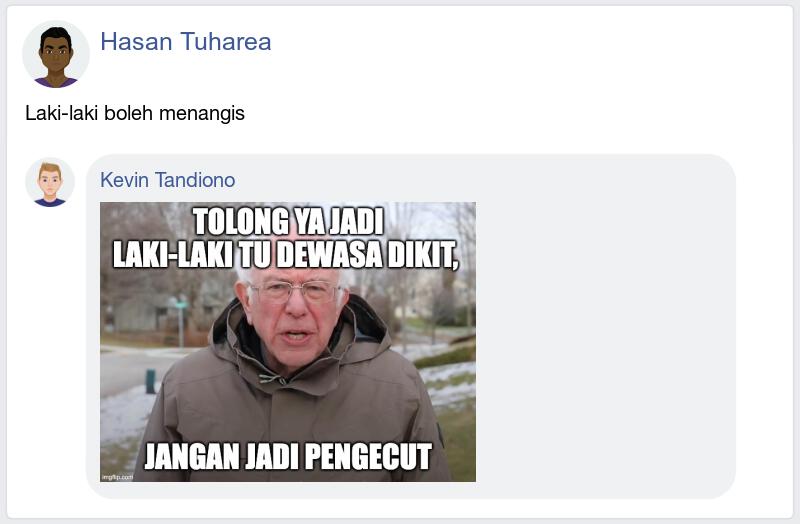 Hasan Tuharea
Laki-laki boleh menangis
Kevin Tandiono
TOLONG YA JADI
LAKI-LAKI TU DEWASA DIKIT,
JANGAN JADI PENGECUT
imgflip.com